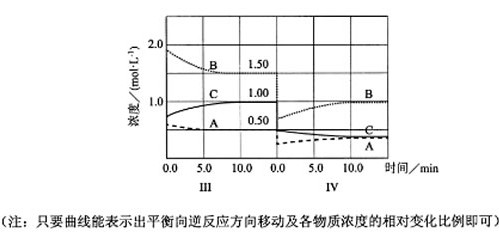 浓度/(mol·L⁻¹)
2.0
1.0
B 1.50
C 1.00
A 0.50
B
C
A
0.0 5.0 10.0 0.0 5.0 10.0 时间/min
III IV
（注：只要曲线能表示出平衡向逆反应方向移动及各物质浓度的相对变化比例即可）